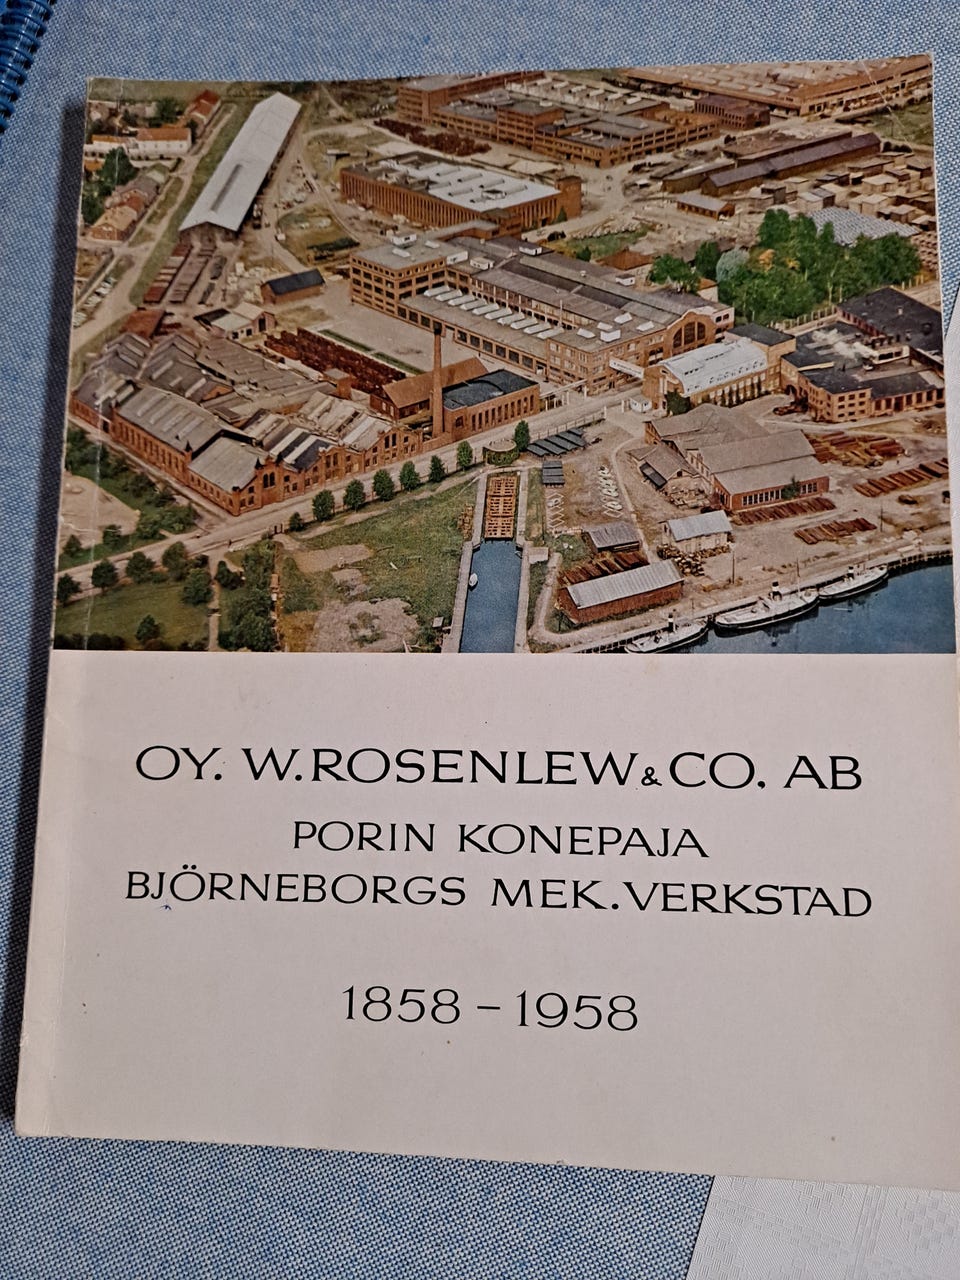 OY. W. ROSENLEW & CO. AB
PORIN KONEPAJA
BJÖRNEBORGS MEK. VERKSTAD
1858 – 1958